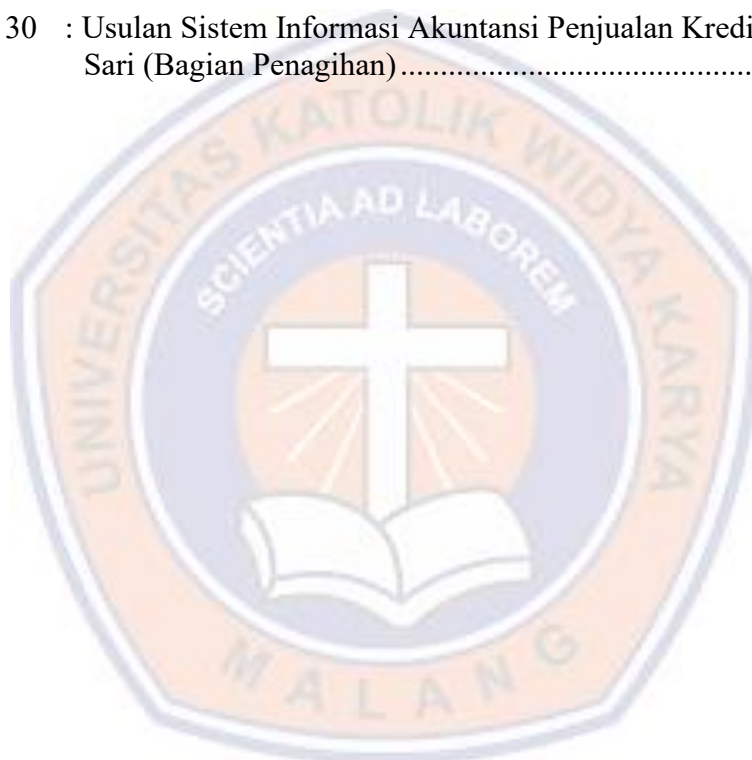 30 : Usulan Sistem Informasi Akuntansi Penjualan Kredi
Sari (Bagian Penagihan)..........................................
UNIVERSITAS KATOLIK WIDYA KARYA
SCIENTIA AD LABOREM
MALANG